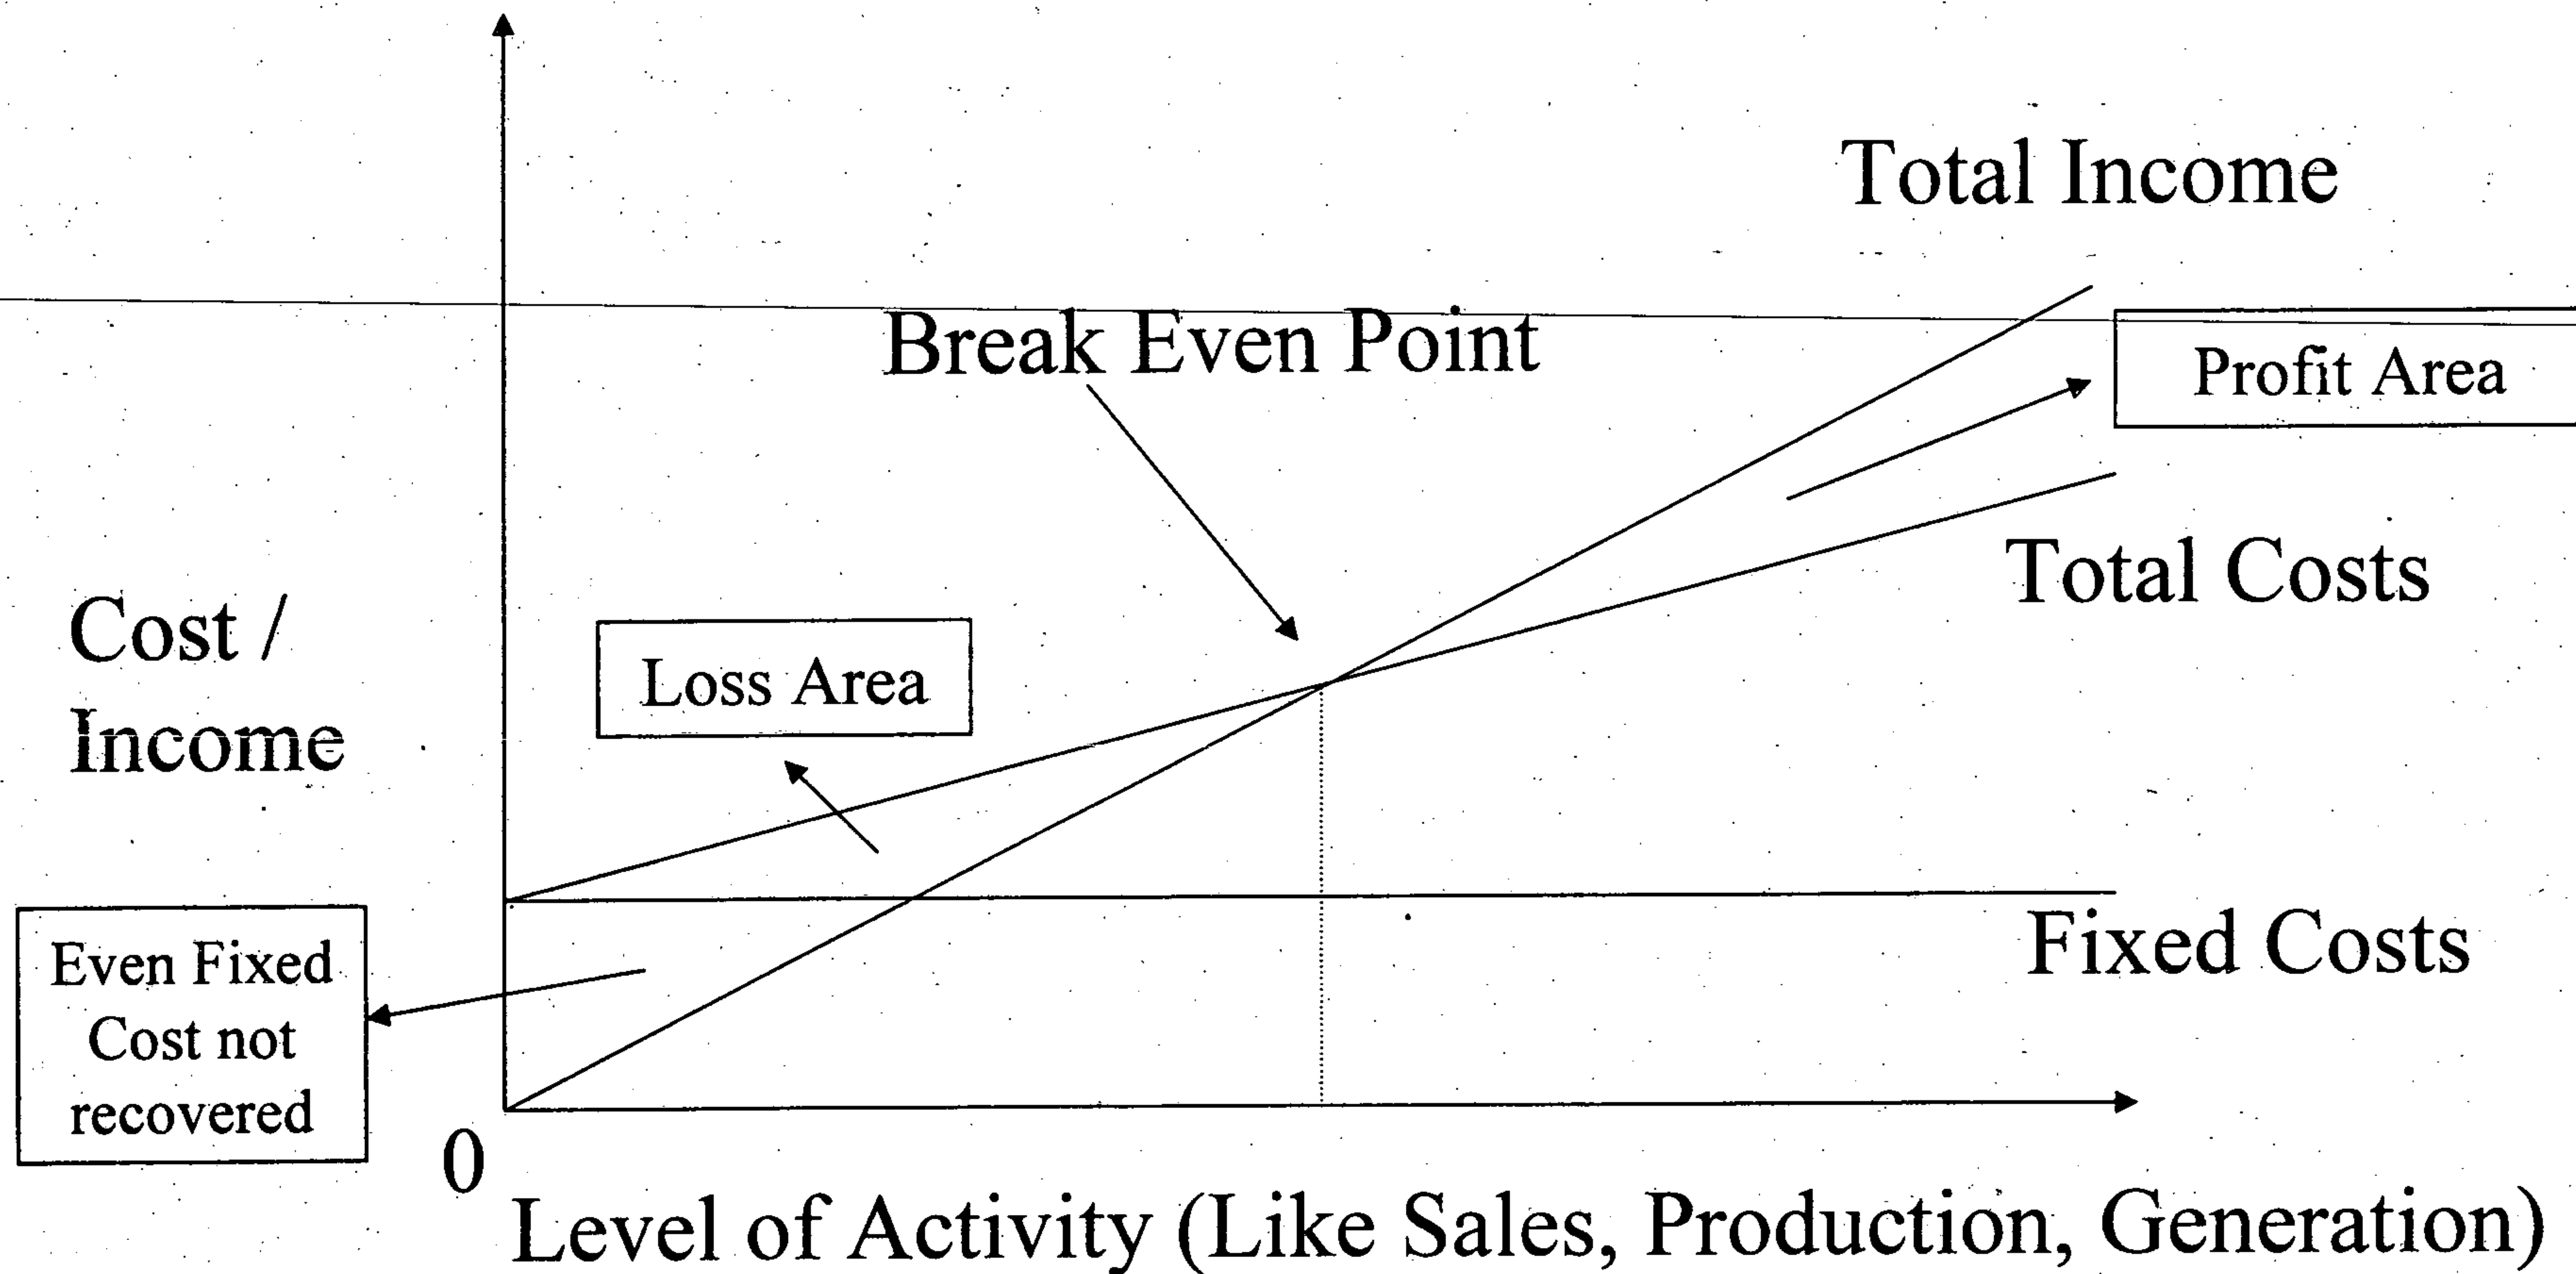 Total Income
Break Even Point
Profit Area
Total Costs
Cost /
Income
Loss Area
Fixed Costs
Even Fixed
Cost not
recovered
0
Level of Activity (Like Sales, Production, Generation)